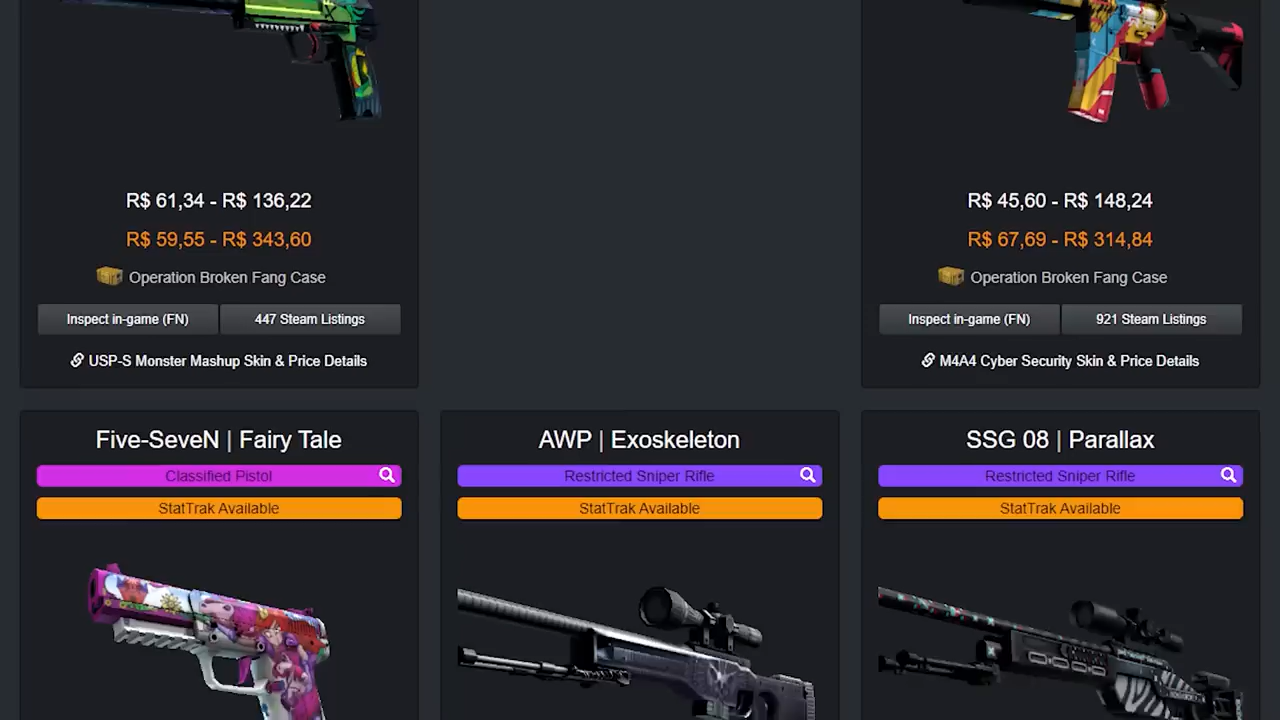 R$ 61,34 - R$ 136,22
R$ 59,55 - R$ 343,60
Operation Broken Fang Case
Inspect in-game (FN)
447 Steam Listings
USP-S Monster Mashup Skin & Price Details
R$ 45,60 - R$ 148,24
R$ 67,69 - R$ 314,84
Operation Broken Fang Case
Inspect in-game (FN)
921 Steam Listings
M4A4 Cyber Security Skin & Price Details
Five-SeveN | Fairy Tale
Classified Pistol
StatTrak Available
AWP | Exoskeleton
Restricted Sniper Rifle
StatTrak Available
SSG 08 | Parallax
Restricted Sniper Rifle
StatTrak Available